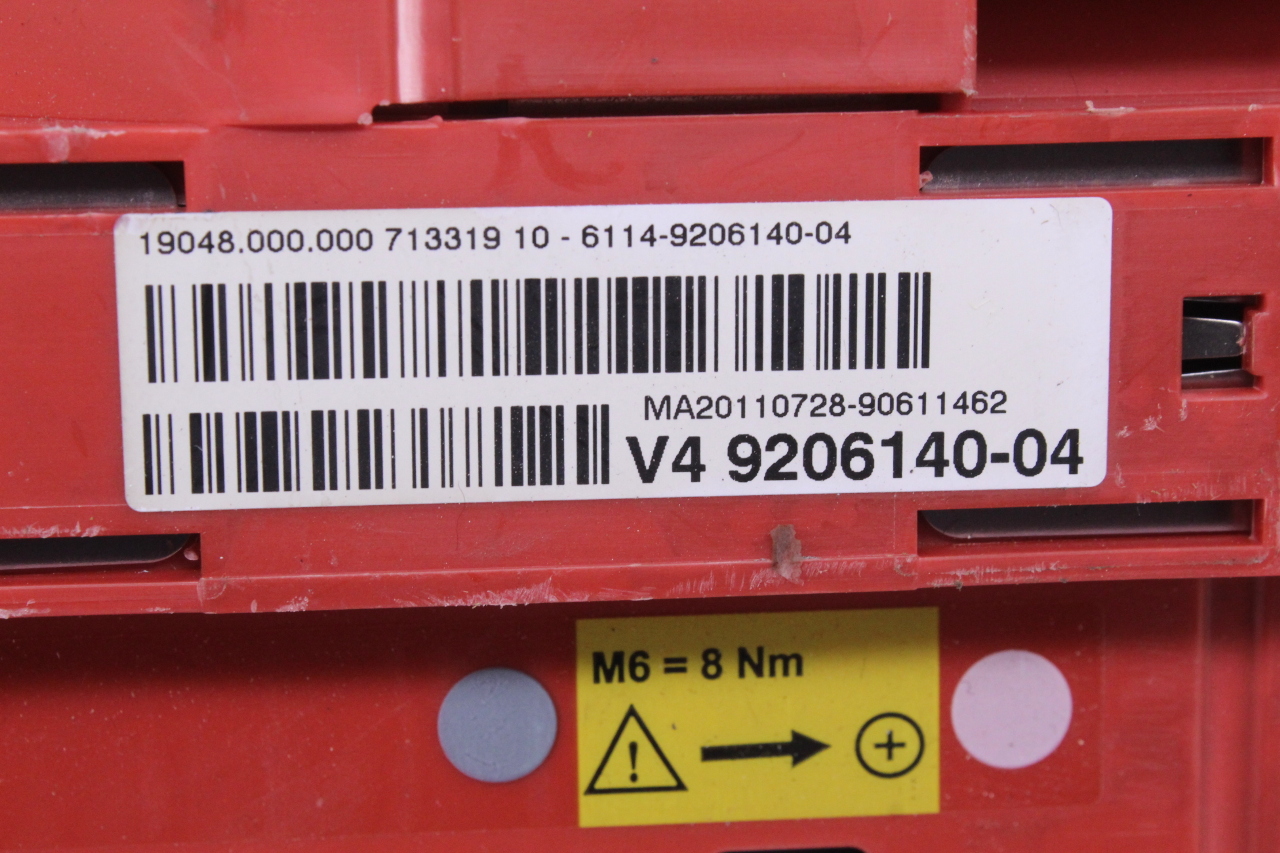 19048.000.000 713319 10 - 6114-9206140-04
MA20110728-90611462
V4 9206140-04
M6 = 8 Nm